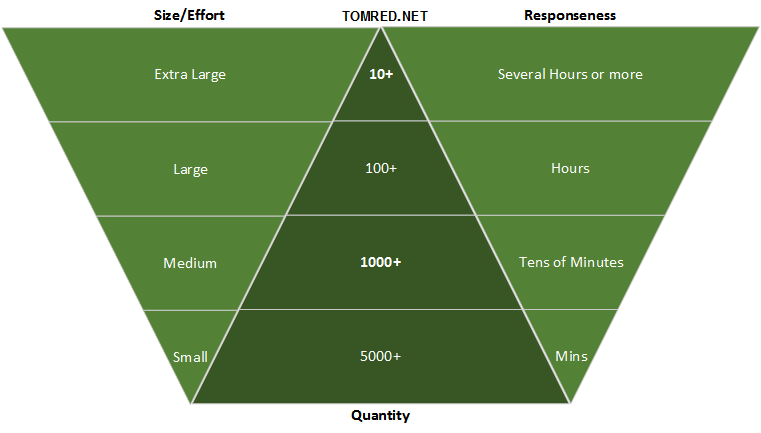 Size/Effort TOMRED.NET Responseness
Extra Large 10+ Several Hours or more
Large 100+ Hours
Medium 1000+ Tens of Minutes
Small 5000+ Mins
Quantity